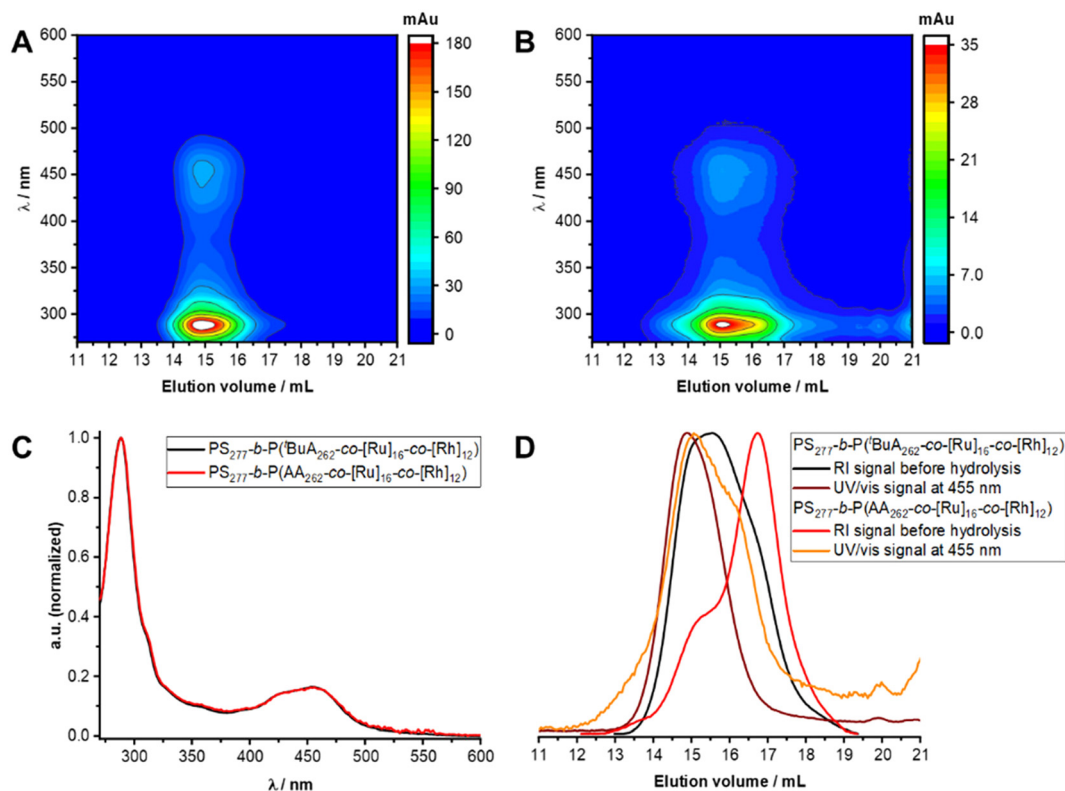 A
mAu
600
550
500
450
400
350
300
λ / nm
180
150
120
90
60
30
0
11 12 13 14 15 16 17 18 19 20 21
Elution volume / mL
B
mAu
600
550
500
450
400
350
300
λ / nm
35
28
21
14
7.0
0.0
11 12 13 14 15 16 17 18 19 20 21
Elution volume / mL
C
1.0
0.8
0.6
0.4
0.2
0.0
a.u. (normalized)
PS277-b-P(tBuA262-co-[Ru]16-co-[Rh]12)
PS277-b-P(AA262-co-[Ru]16-co-[Rh]12)
300 350 400 450 500 550 600
λ / nm
D
PS277-b-P(tBuA262-co-[Ru]16-co-[Rh]12)
RI signal before hydrolysis
UV/vis signal at 455 nm
PS277-b-P(AA262-co-[Ru]16-co-[Rh]12)
RI signal before hydrolysis
UV/vis signal at 455 nm
11 12 13 14 15 16 17 18 19 20 21
Elution volume / mL